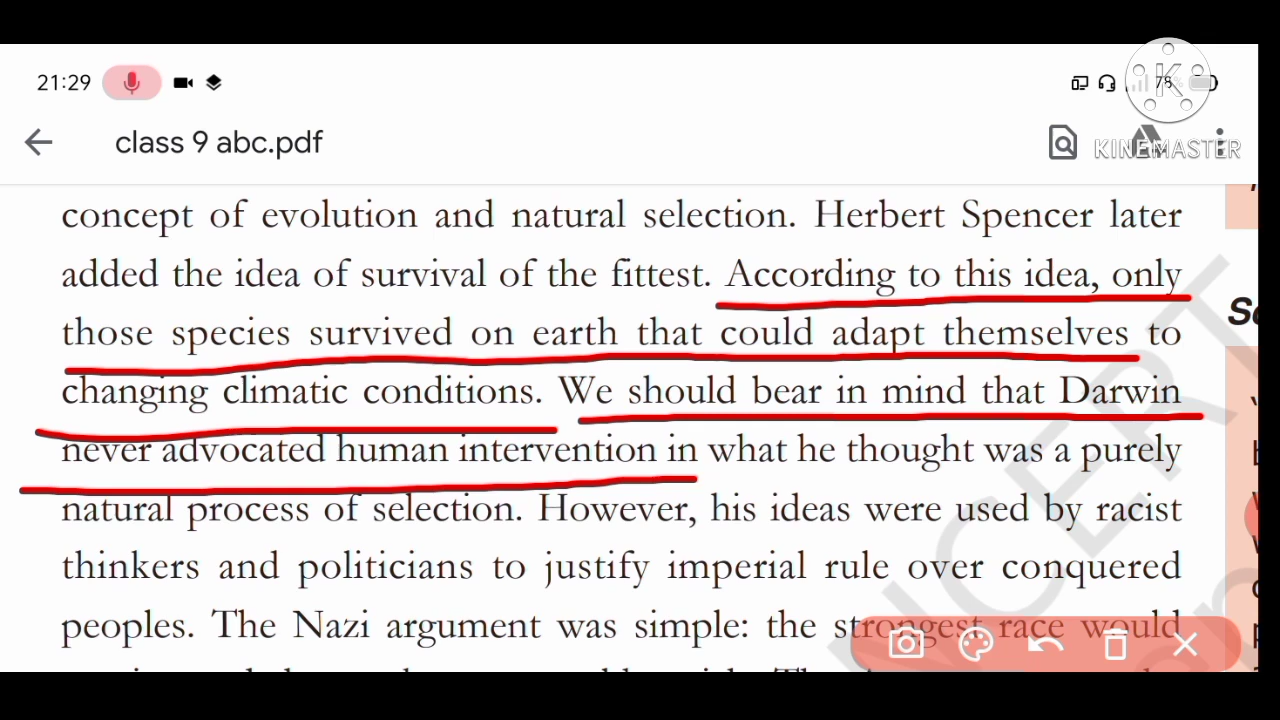 21:29
78%
class 9 abc.pdf
KINEMASTER
concept of evolution and natural selection. Herbert Spencer later
added the idea of survival of the fittest. According to this idea, only
those species survived on earth that could adapt themselves to
changing climatic conditions. We should bear in mind that Darwin
never advocated human intervention in what he thought was a purely
natural process of selection. However, his ideas were used by racist
thinkers and politicians to justify imperial rule over conquered
peoples. The Nazi argument was simple: the strongest race would
NCERT